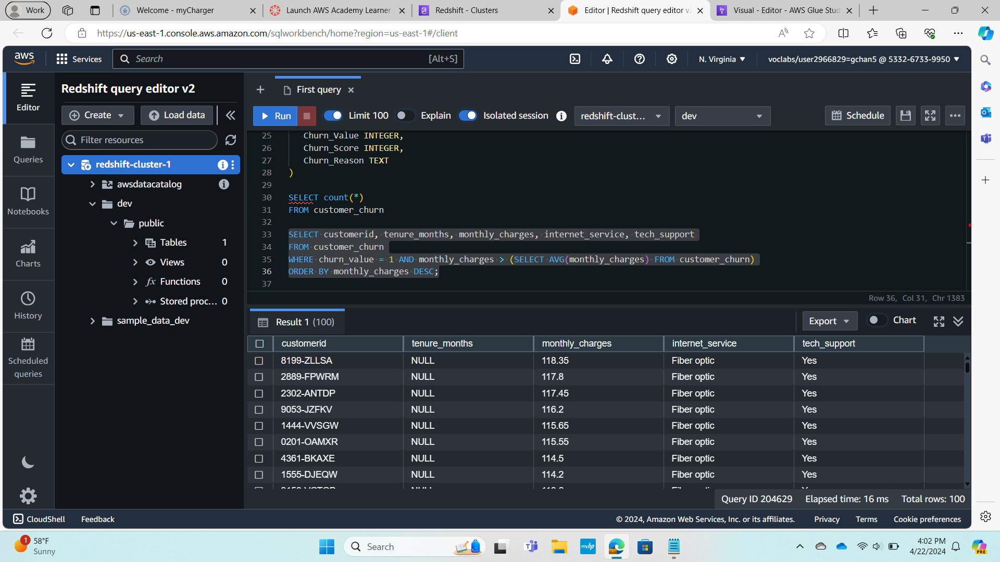 Work
Welcome - myCharger
Launch AWS Academy Learner
Redshift - Clusters
Editor | Redshift query editor v
Visual - Editor - AWS Glue Stud
https://us-east-1.console.aws.amazon.com/sqlworkbench/home?region=us-east-1#/client
aws
Services
Search
[Alt+S]
N. Virginia
voclabs/user2966829=gchan5 @ 5332-6733-9950
Editor
Queries
Notebooks
Charts
History
Scheduled
queries
Redshift query editor v2
Create
Load data
Filter resources
redshift-cluster-1
awsdatacatalog
dev
public
Tables 1
Views 0
Functions 0
Stored proc... 0
sample_data_dev
First query
Run
Limit 100
Explain
Isolated session
redshift-clust...
dev
Schedule
25 Churn_Value INTEGER,
26 Churn_Score INTEGER,
27 Churn_Reason TEXT
28 )
29
30 SELECT count(*)
31 FROM customer_churn
32
33 SELECT customerid, tenure_months, monthly_charges, internet_service, tech_support
34 FROM customer_churn
35 WHERE churn_value = 1 AND monthly_charges > (SELECT AVG(monthly_charges) FROM customer_churn)
36 ORDER BY monthly_charges DESC;
37
Row 36, Col 31, Chr 1383
Result 1 (100)
Export
Chart
customerid tenure_months monthly_charges internet_service tech_support
8199-ZLLSA NULL 118.35 Fiber optic Yes
2889-FPWRM NULL 117.8 Fiber optic Yes
2302-ANTDP NULL 117.45 Fiber optic Yes
9053-JZFKV NULL 116.2 Fiber optic Yes
1444-VVSGW NULL 115.65 Fiber optic Yes
0201-OAMXR NULL 115.55 Fiber optic Yes
4361-BKAXE NULL 114.5 Fiber optic Yes
1555-DJEQW NULL 114.2 Fiber optic Yes
Query ID 204629 Elapsed time: 16 ms Total rows: 100
CloudShell
Feedback
© 2024, Amazon Web Services, Inc. or its affiliates.
Privacy
Terms
Cookie preferences
1
58°F
Sunny
Search
myhp
4:02 PM
4/22/2024
PRE